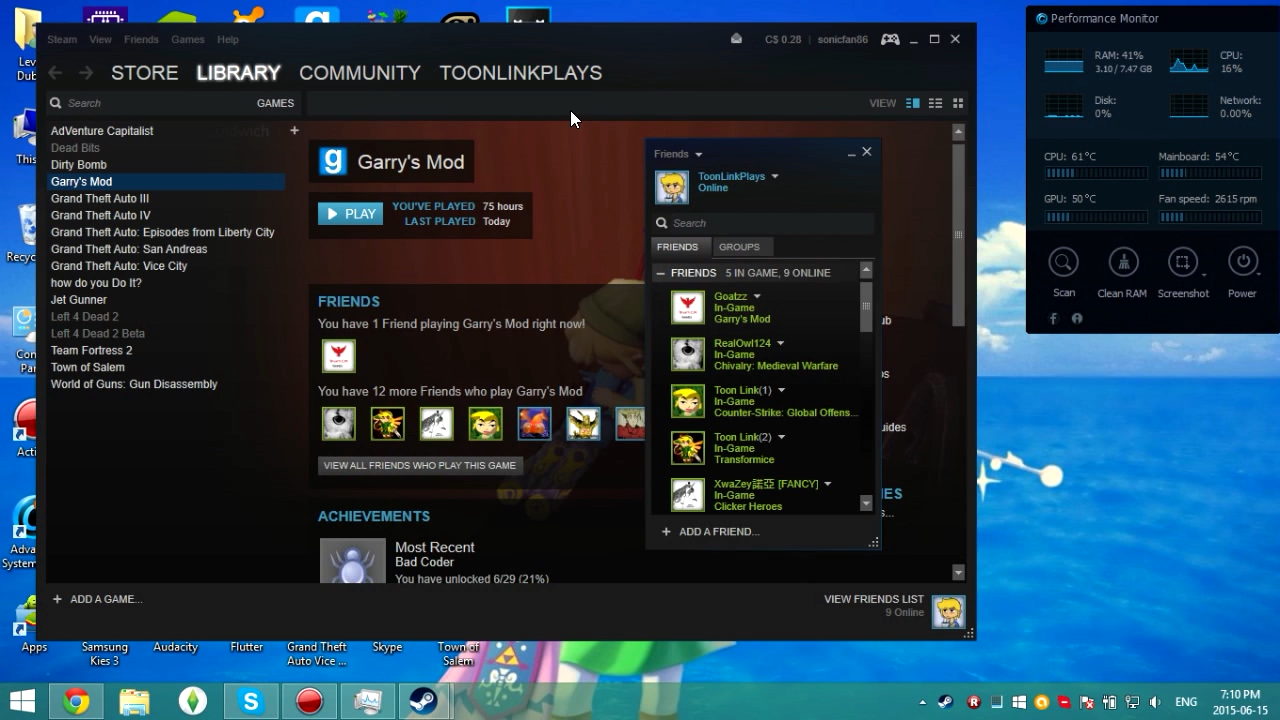 Steam View Friends Games Help
C$ 0.28 | sonicfan86
STORE LIBRARY COMMUNITY TOONLINKPLAYS
Search GAMES
VIEW
AdVenture Capitalist
Dead Bits
Dirty Bomb
Garry's Mod
Grand Theft Auto III
Grand Theft Auto IV
Grand Theft Auto: Episodes from Liberty City
Grand Theft Auto: San Andreas
Grand Theft Auto: Vice City
how do you Do It?
Jet Gunner
Left 4 Dead 2
Left 4 Dead 2 Beta
Team Fortress 2
Town of Salem
World of Guns: Gun Disassembly
+ ADD A GAME...
g Garry's Mod
PLAY
YOU'VE PLAYED 75 hours
LAST PLAYED Today
FRIENDS
You have 1 Friend playing Garry's Mod right now!
You have 12 more Friends who play Garry's Mod
VIEW ALL FRIENDS WHO PLAY THIS GAME
ACHIEVEMENTS
Most Recent
Bad Coder
You have unlocked 6/29 (21%)
Friends
ToonLinkPlays
Online
Search
FRIENDS GROUPS
FRIENDS 5 IN GAME, 9 ONLINE
Goatzz
In-Game
Garry's Mod
RealOwl124
In-Game
Chivalry: Medieval Warfare
Toon Link(1)
In-Game
Counter-Strike: Global Offens...
Toon Link(2)
In-Game
Transformice
XwaZey諾亞 [FANCY]
In-Game
Clicker Heroes
+ ADD A FRIEND...
VIEW FRIENDS LIST
9 Online
Performance Monitor
RAM: 41%
3.10 / 7.47 GB
CPU:
16%
Disk:
0%
Network:
0.00%
CPU: 61°C
Mainboard: 54°C
GPU: 50°C
Fan speed: 2615 rpm
Scan
Clean RAM
Screenshot
Power
Apps
Samsung
Kies 3
Audacity
Flutter
Grand Theft
Auto Vice ...
Skype
Town of
Salem
ENG
7:10 PM
2015-06-15